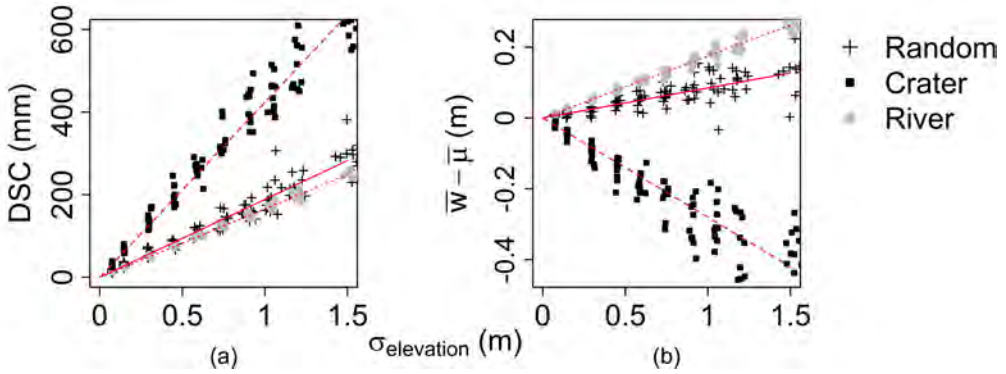 DSC (mm)
600
400
200
0
0
0.5
1
1.5
(a)
σelevation (m)
w̅ − μ̅ (m)
0.2
0
-0.2
-0.4
0
0.5
1
1.5
(b)
Random
Crater
River